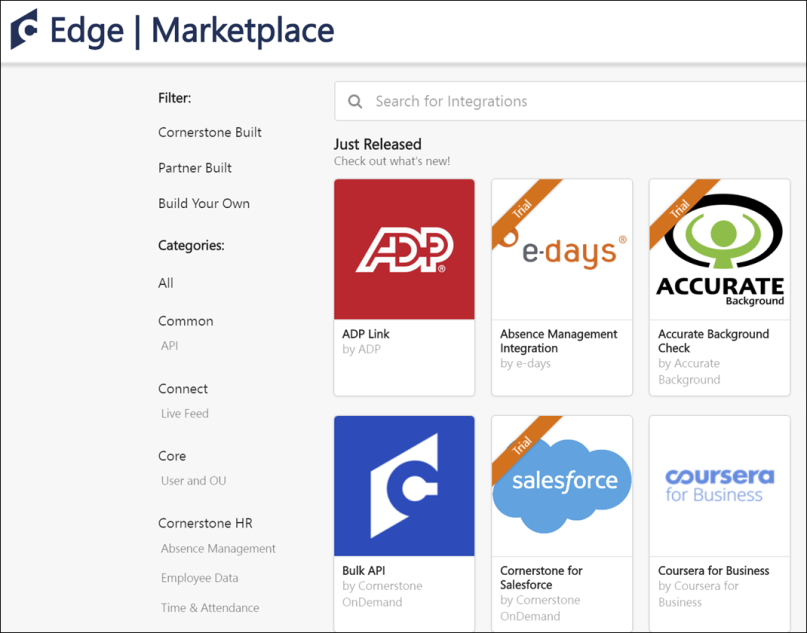 Edge | Marketplace
Filter:
Cornerstone Built
Partner Built
Build Your Own
Categories:
All
Common
API
Connect
Live Feed
Core
User and OU
Cornerstone HR
Absence Management
Employee Data
Time & Attendance
Search for Integrations
Just Released
Check out what's new!
ADP®
ADP Link
by ADP
Trial
e-days®
Absence Management
Integration
by e-days
Trial
ACCURATE
Background
Accurate Background
Check
by Accurate
Background
Bulk API
by Cornerstone
OnDemand
Trial
salesforce
Cornerstone for
Salesforce
by Cornerstone
OnDemand
coursera
for Business
Coursera for Business
by Coursera for
Business